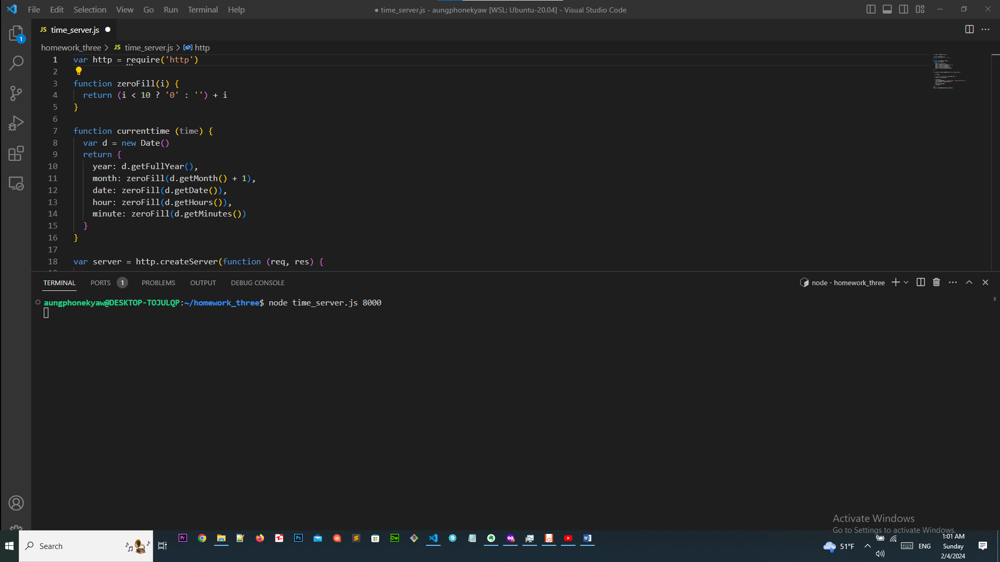 File Edit Selection View Go Run Terminal Help
● time_server.js - aungphonekyaw [WSL: Ubuntu-20.04] - Visual Studio Code
JS time_server.js ●
1
homework_three > JS time_server.js > http
1 var http = require('http')
2
3 function zeroFill(i) {
4 return (i < 10 ? '0' : '') + i
5 }
6
7 function currenttime (time) {
8 var d = new Date()
9 return {
10 year: d.getFullYear(),
11 month: zeroFill(d.getMonth() + 1),
12 date: zeroFill(d.getDate()),
13 hour: zeroFill(d.getHours()),
14 minute: zeroFill(d.getMinutes())
15 }
16 }
17
18 var server = http.createServer(function (req, res) {
TERMINAL PORTS 1 PROBLEMS OUTPUT DEBUG CONSOLE
node - homework_three
aungphonekyaw@DESKTOP-TOJULQP:~/homework_three$ node time_server.js 8000
Activate Windows
Go to Settings to activate Windows.
Search
Pr
Ps
Dw
51°F
ENG
1:01 AM
Sunday
2/4/2024